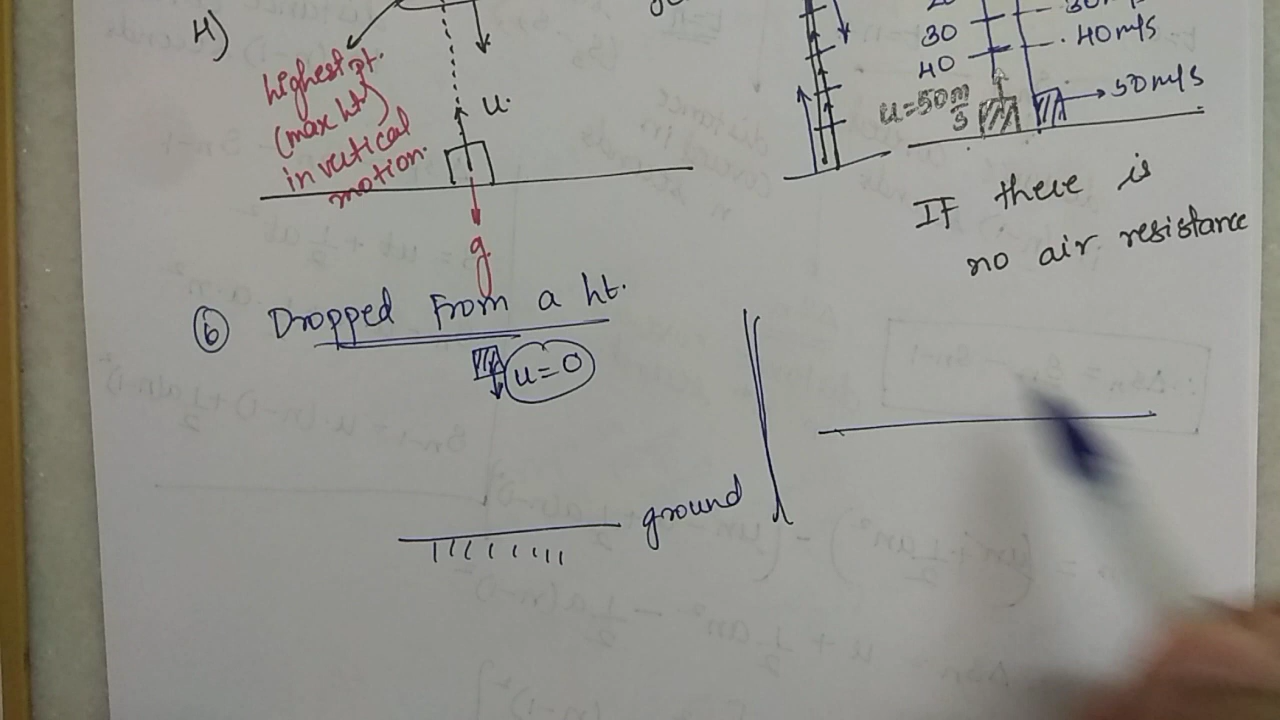 4)
highest pt.
(max ht)
in vertical
motion.
u.
g
30
40
40m/s
u=50m/s
50m/s
IF there is
no air resistance
6 Dropped From a ht.
u=0
ground